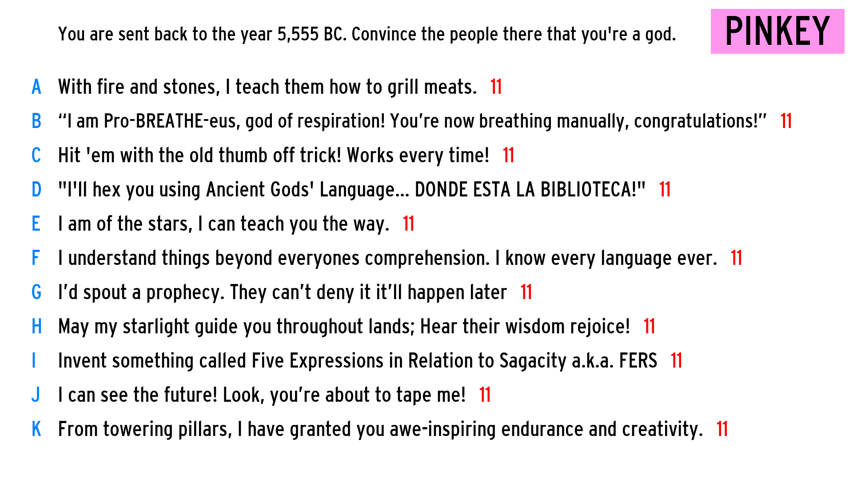 You are sent back to the year 5,555 BC. Convince the people there that you're a god.
PINKEY
A With fire and stones, I teach them how to grill meats. 11
B “I am Pro-BREATHE-eus, god of respiration! You’re now breathing manually, congratulations!” 11
C Hit 'em with the old thumb off trick! Works every time! 11
D "I'll hex you using Ancient Gods' Language... DONDE ESTA LA BIBLIOTECA!" 11
E I am of the stars, I can teach you the way. 11
F I understand things beyond everyones comprehension. I know every language ever. 11
G I’d spout a prophecy. They can’t deny it it’ll happen later 11
H May my starlight guide you throughout lands; Hear their wisdom rejoice! 11
I Invent something called Five Expressions in Relation to Sagacity a.k.a. FERS 11
J I can see the future! Look, you’re about to tape me! 11
K From towering pillars, I have granted you awe-inspiring endurance and creativity. 11